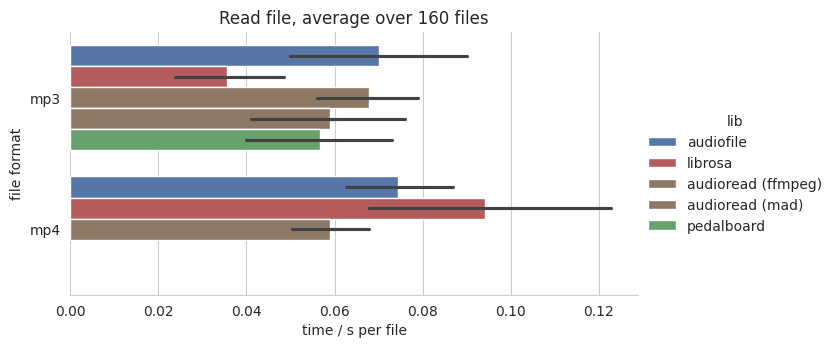 Read file, average over 160 files
file format
mp3
mp4
0.00 0.02 0.04 0.06 0.08 0.10 0.12
time / s per file
lib
audiofile
librosa
audioread (ffmpeg)
audioread (mad)
pedalboard